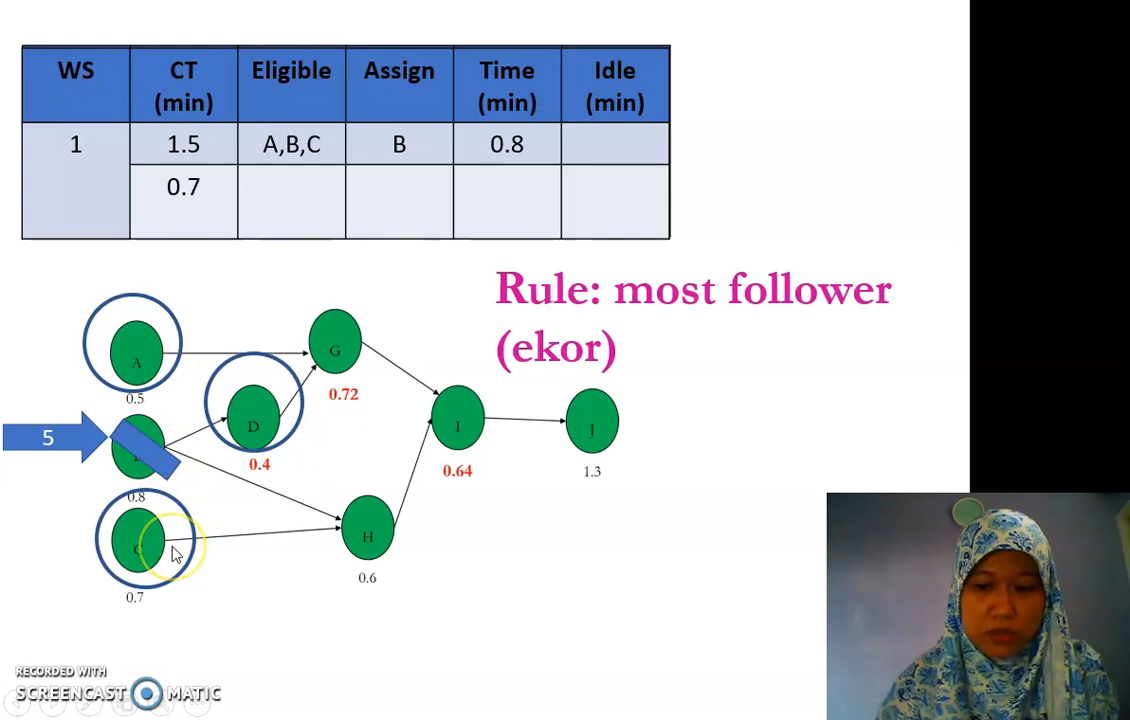 WS CT (min) Eligible Assign Time (min) Idle (min)
1 1.5 A,B,C B 0.8
0.7
Rule: most follower
(ekor)
A
0.5
G
0.72
D
0.4
5
0.8
I
0.64
J
1.3
C
0.7
H
0.6
RECORDED WITH
SCREENCAST MATIC